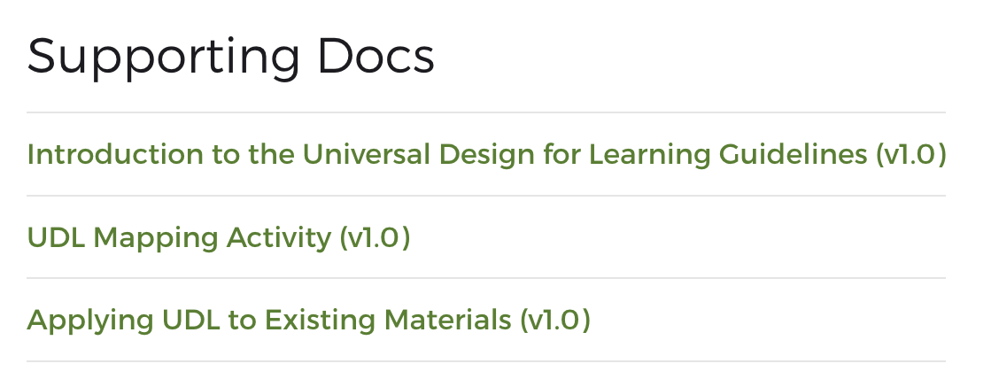 Supporting Docs
Introduction to the Universal Design for Learning Guidelines (v1.0)
UDL Mapping Activity (v1.0)
Applying UDL to Existing Materials (v1.0)